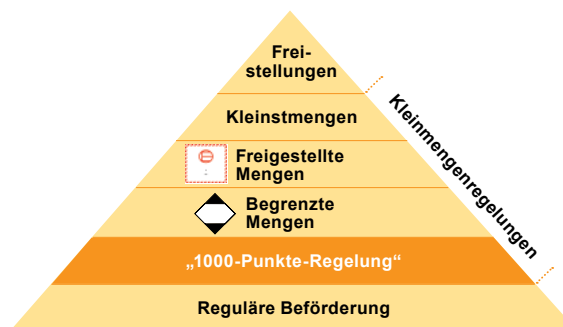 Frei-
stellungen
Kleinstmengen
Freigestellte
Mengen
Begrenzte
Mengen
„1000-Punkte-Regelung“
Reguläre Beförderung
Kleinmengenregelungen